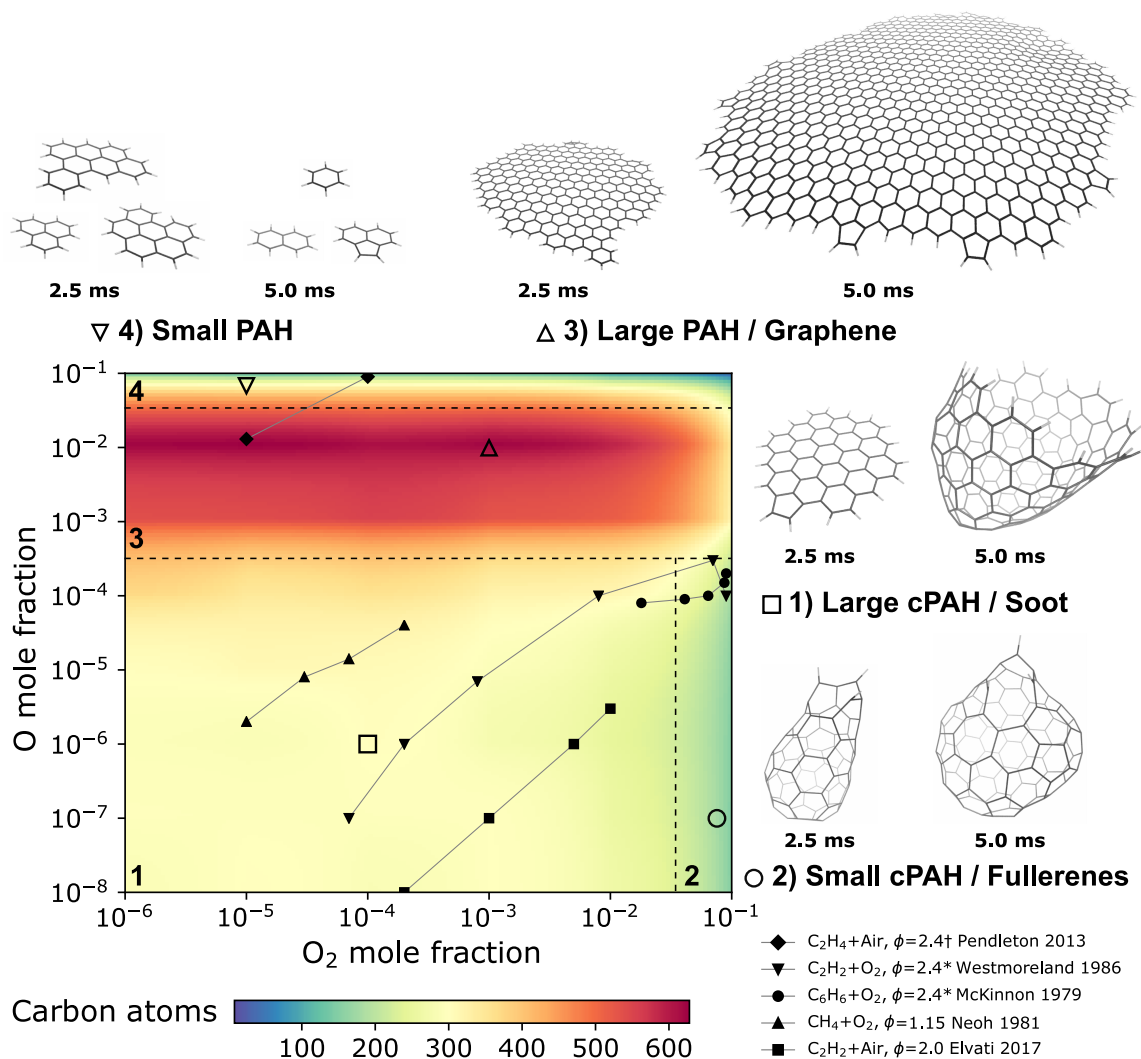 2.5 ms 5.0 ms 2.5 ms 5.0 ms
▽ 4) Small PAH △ 3) Large PAH / Graphene
10⁻¹
10⁻²
10⁻³
10⁻⁴
10⁻⁵
10⁻⁶
10⁻⁷
10⁻⁸
O mole fraction
4
3
1
2
10⁻⁶ 10⁻⁵ 10⁻⁴ 10⁻³ 10⁻² 10⁻¹
O₂ mole fraction
2.5 ms 5.0 ms
□ 1) Large cPAH / Soot
2.5 ms 5.0 ms
○ 2) Small cPAH / Fullerenes
C₂H₄+Air, ϕ=2.4† Pendleton 2013
C₂H₂+O₂, ϕ=2.4* Westmoreland 1986
C₆H₆+O₂, ϕ=2.4* McKinnon 1979
CH₄+O₂, ϕ=1.15 Neoh 1981
C₂H₂+Air, ϕ=2.0 Elvati 2017
Carbon atoms
100 200 300 400 500 600